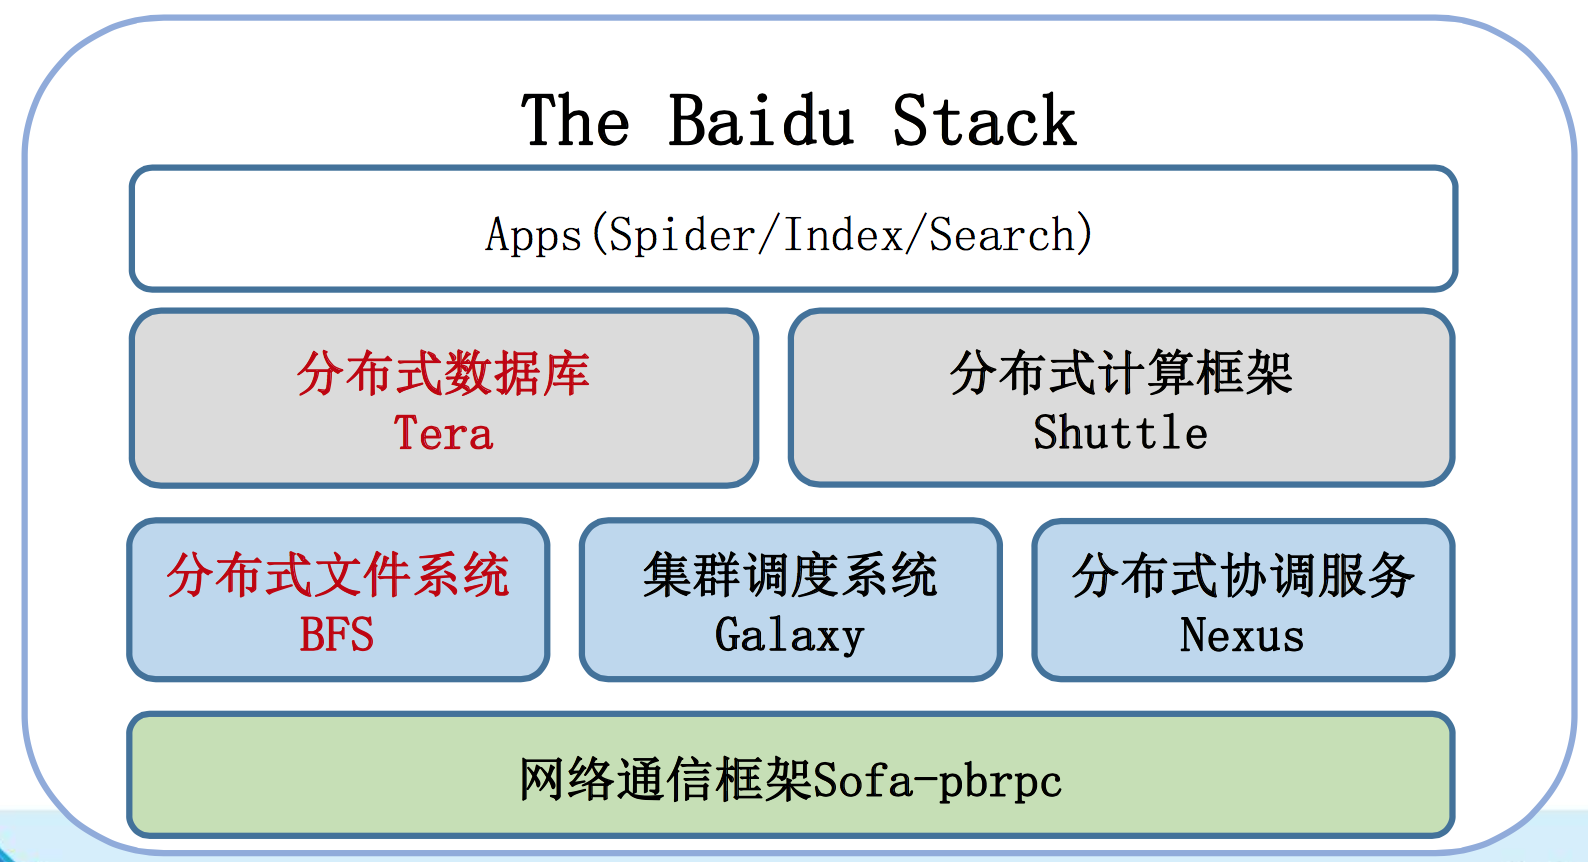 The Baidu Stack
Apps(Spider/Index/Search)
分布式数据库
Tera
分布式计算框架
Shuttle
分布式文件系统
BFS
集群调度系统
Galaxy
分布式协调服务
Nexus
网络通信框架Sofa-pbrpc